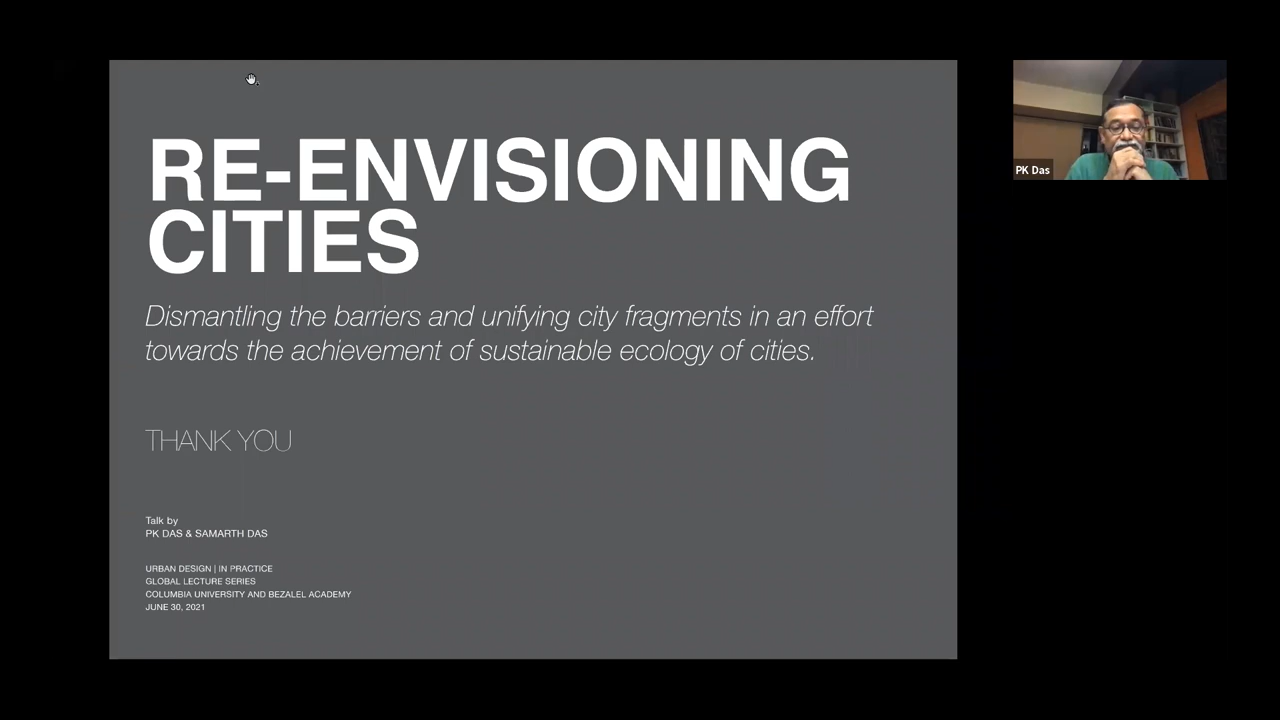 RE-ENVISIONING
CITIES
Dismantling the barriers and unifying city fragments in an effort
towards the achievement of sustainable ecology of cities.
THANK YOU
Talk by
PK DAS & SAMARTH DAS
URBAN DESIGN | IN PRACTICE
GLOBAL LECTURE SERIES
COLUMBIA UNIVERSITY AND BEZALEL ACADEMY
JUNE 30, 2021
PK Das